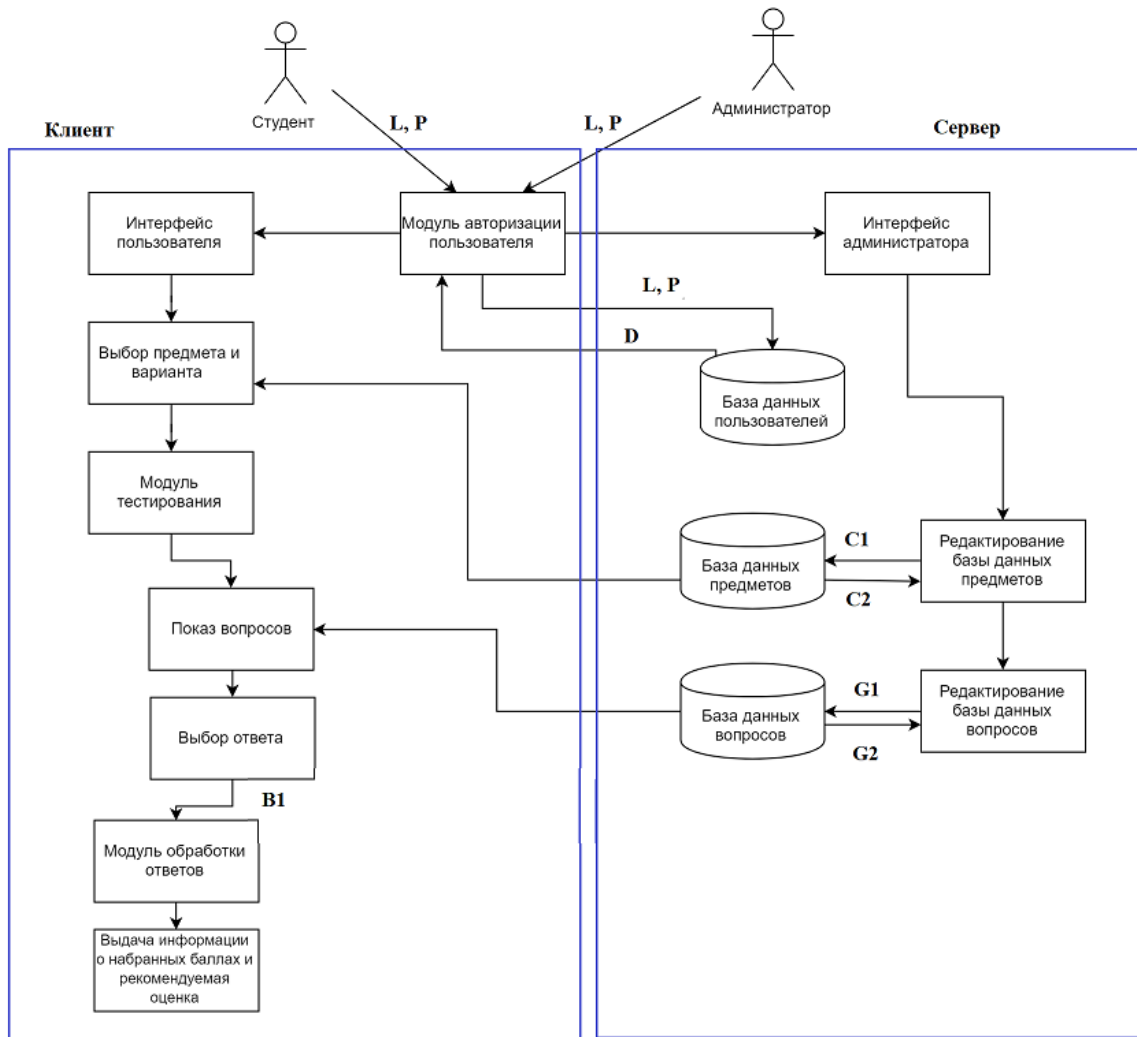 Студент
Администратор
Клиент
L, P
L, P
Сервер
Интерфейс
пользователя
Модуль авторизации
пользователя
Интерфейс
администратора
L, P
D
Выбор предмета и
варианта
База данных
пользователей
Модуль
тестирования
База данных
предметов
C1
C2
Редактирование
базы данных
предметов
Показ вопросов
База данных
вопросов
G1
G2
Редактирование
базы данных
вопросов
Выбор ответа
B1
Модуль обработки
ответов
Выдача информации
о набранных баллах и
рекомендуемая
оценка